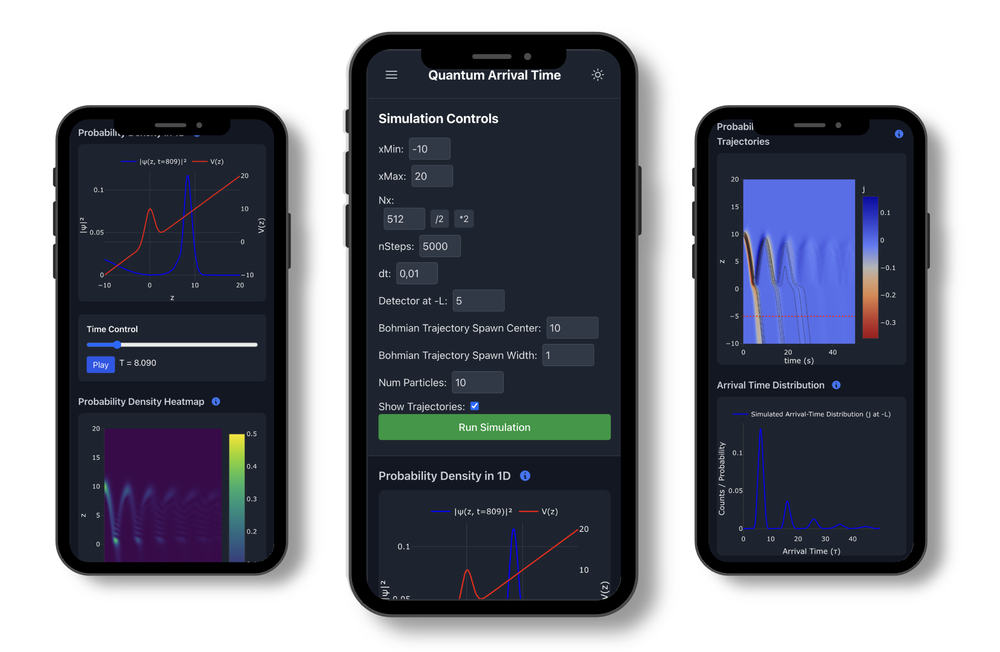 Probability Density in 1D
|ψ(z, t=809)|² V(z)
20
0.1
10
|ψ|²
V(z)
0.05
0
0
−10
−10 0 10 20
z
Time Control
Play T = 8.090
Probability Density Heatmap
20
0.5
15
0.4
10
0.3
z
5
0.2
0
Quantum Arrival Time
Simulation Controls
xMin: -10
xMax: 20
Nx:
512 /2 *2
nSteps: 5000
dt: 0,01
Detector at -L: 5
Bohmian Trajectory Spawn Center: 10
Bohmian Trajectory Spawn Width: 1
Num Particles: 10
Show Trajectories:
Run Simulation
Probability Density in 1D
|ψ(z, t=809)|² V(z)
20
0.1
10
|ψ|²
V(z)
0.05
Trajectories
20
j
15
0.1
10
0
z
5
−0.1
0
−0.2
−5
−0.3
−10
0 20 40
time (s)
Arrival Time Distribution
Simulated Arrival-Time Distribution (j at -L)
Counts / Probability
0.1
0.05
0
0 10 20 30 40
Arrival Time (τ)